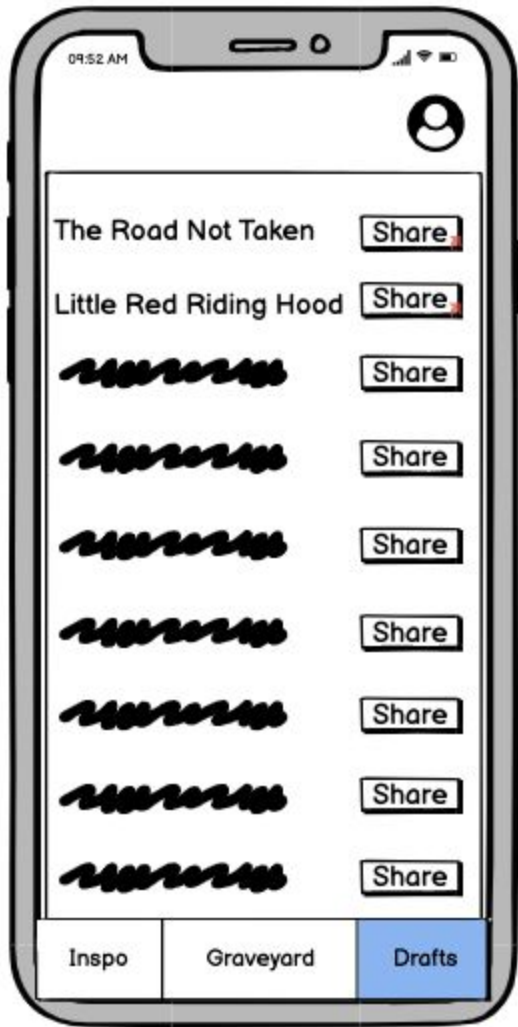 09:52 AM
The Road Not Taken Share
Little Red Riding Hood Share
Share
Share
Share
Share
Share
Share
Share
Inspo Graveyard Drafts